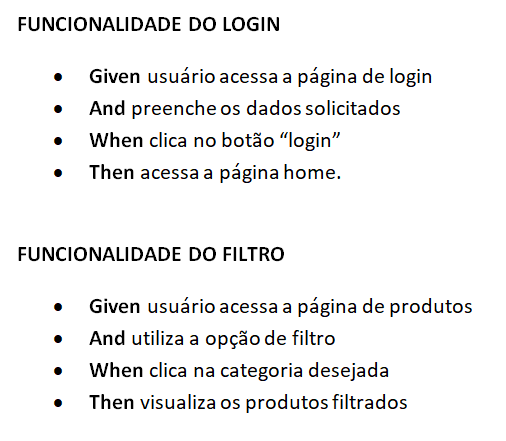 FUNCIONALIDADE DO LOGIN
• Given usuário acessa a página de login
• And preenche os dados solicitados
• When clica no botão “login”
• Then acessa a página home.
FUNCIONALIDADE DO FILTRO
• Given usuário acessa a página de produtos
• And utiliza a opção de filtro
• When clica na categoria desejada
• Then visualiza os produtos filtrados